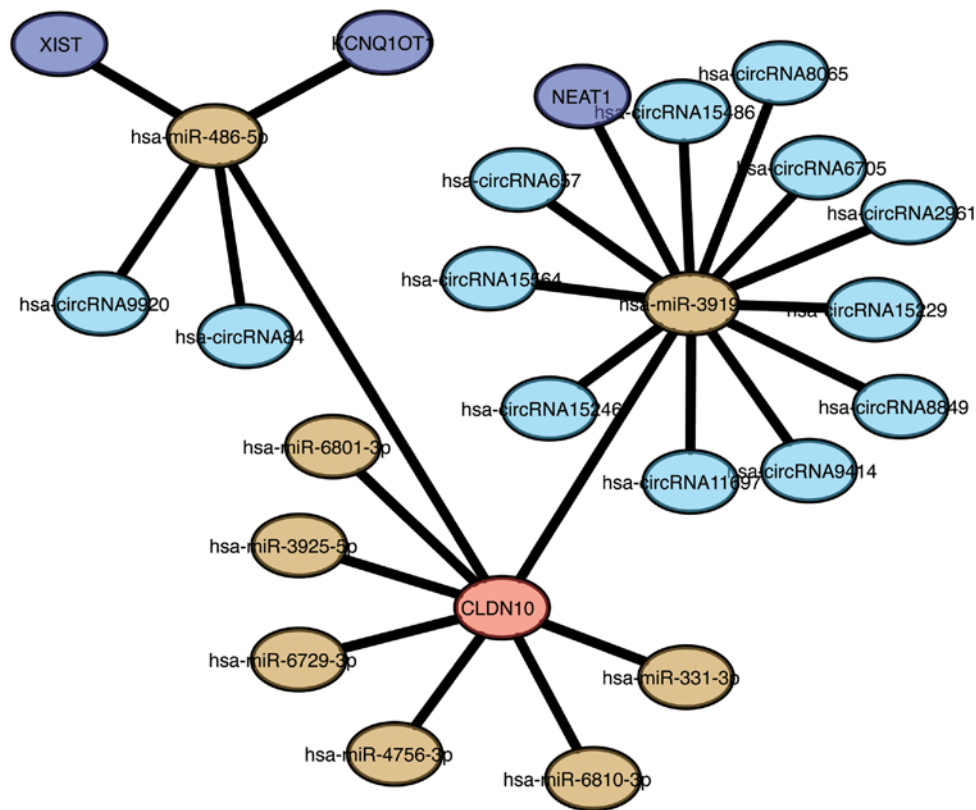 XIST
KCNQ1OT1
hsa-miR-486-5p
hsa-circRNA9920
hsa-circRNA84
NEAT1
hsa-circRNA8065
hsa-circRNA15486
hsa-circRNA6705
hsa-circRNA657
hsa-circRNA2961
hsa-circRNA15564
hsa-miR-3919
hsa-circRNA15229
hsa-circRNA15246
hsa-circRNA8849
hsa-circRNA11697
hsa-circRNA9414
hsa-miR-6801-3p
hsa-miR-3925-5p
CLDN10
hsa-miR-6729-3p
hsa-miR-331-3p
hsa-miR-4756-3p
hsa-miR-6810-3p